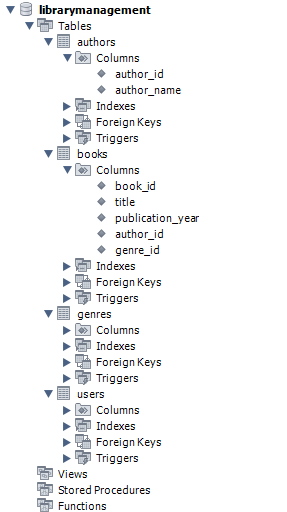 librarymanagement
Tables
authors
Columns
author_id
author_name
Indexes
Foreign Keys
Triggers
books
Columns
book_id
title
publication_year
author_id
genre_id
Indexes
Foreign Keys
Triggers
genres
Columns
Indexes
Foreign Keys
Triggers
users
Columns
Indexes
Foreign Keys
Triggers
Views
Stored Procedures
Functions